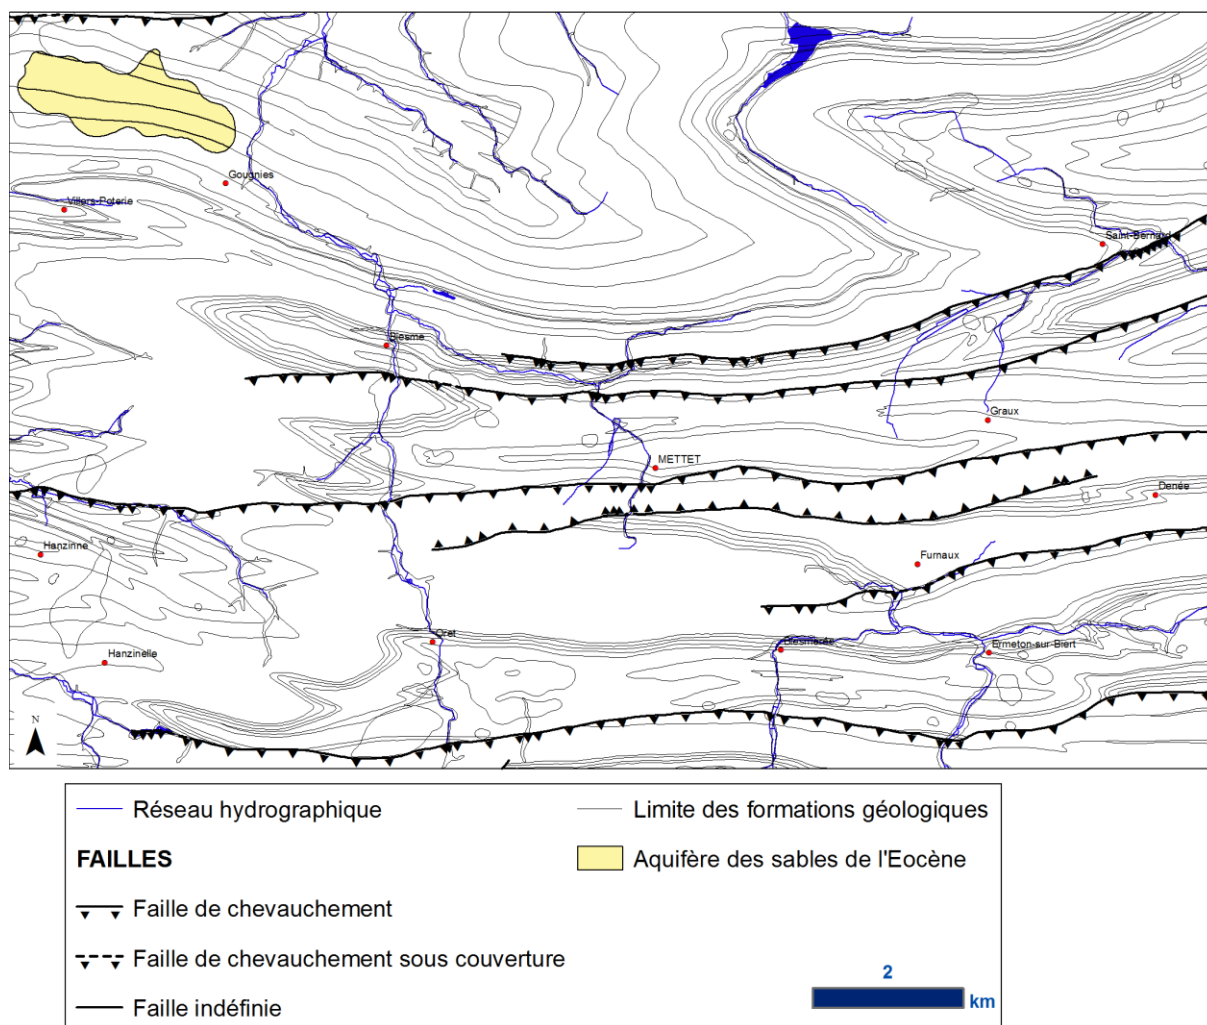 Gougnies
Villers-Poterie
Saint-Bernard
Biesme
Graux
METTET
Denée
Hanzinne
Furnaux
Oret
Biesmerée
Ermeton-sur-Biert
Hanzinelle
N
Réseau hydrographique
Limite des formations géologiques
FAILLES
Aquifère des sables de l'Eocène
Faille de chevauchement
Faille de chevauchement sous couverture
2
km
Faille indéfinie